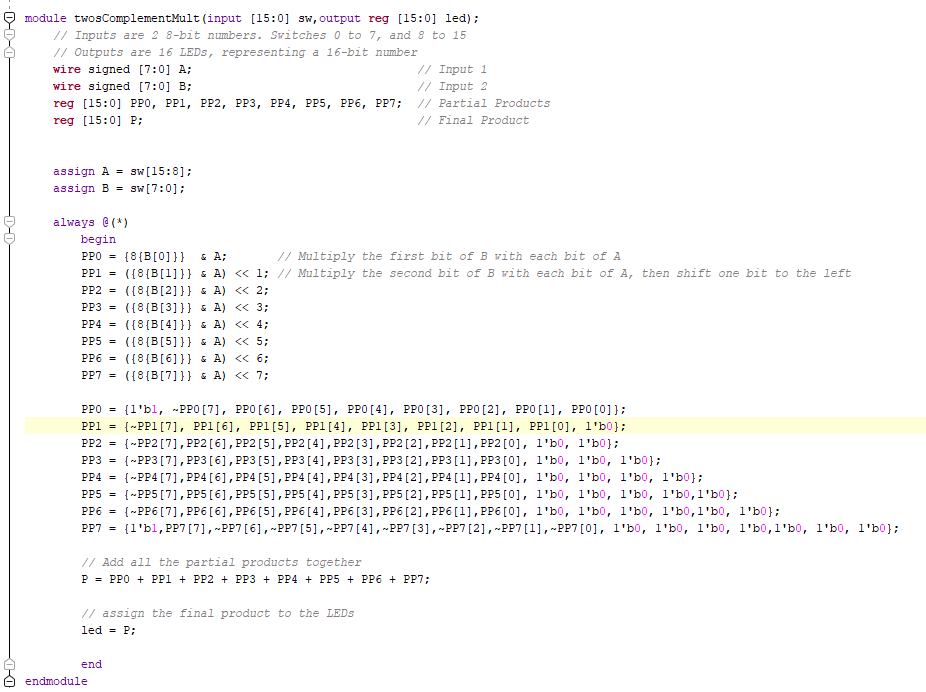 module twosComplementMult(input [15:0] sw,output reg [15:0] led);
// Inputs are 2 8-bit numbers. Switches 0 to 7, and 8 to 15
// Outputs are 16 LEDs, representing a 16-bit number
wire signed [7:0] A; // Input 1
wire signed [7:0] B; // Input 2
reg [15:0] PP0, PP1, PP2, PP3, PP4, PP5, PP6, PP7; // Partial Products
reg [15:0] P; // Final Product
assign A = sw[15:8];
assign B = sw[7:0];
always @(*)
begin
PP0 = {8{B[0]}} & A; // Multiply the first bit of B with each bit of A
PP1 = ({8{B[1]}} & A) << 1; // Multiply the second bit of B with each bit of A, then shift one bit to the left
PP2 = ({8{B[2]}} & A) << 2;
PP3 = ({8{B[3]}} & A) << 3;
PP4 = ({8{B[4]}} & A) << 4;
PP5 = ({8{B[5]}} & A) << 5;
PP6 = ({8{B[6]}} & A) << 6;
PP7 = ({8{B[7]}} & A) << 7;
PP0 = {1'b1, ~PP0[7], PP0[6], PP0[5], PP0[4], PP0[3], PP0[2], PP0[1], PP0[0]};
PP1 = {~PP1[7], PP1[6], PP1[5], PP1[4], PP1[3], PP1[2], PP1[1], PP1[0], 1'b0};
PP2 = {~PP2[7],PP2[6],PP2[5],PP2[4],PP2[3],PP2[2],PP2[1],PP2[0], 1'b0, 1'b0};
PP3 = {~PP3[7],PP3[6],PP3[5],PP3[4],PP3[3],PP3[2],PP3[1],PP3[0], 1'b0, 1'b0, 1'b0};
PP4 = {~PP4[7],PP4[6],PP4[5],PP4[4],PP4[3],PP4[2],PP4[1],PP4[0], 1'b0, 1'b0, 1'b0, 1'b0};
PP5 = {~PP5[7],PP5[6],PP5[5],PP5[4],PP5[3],PP5[2],PP5[1],PP5[0], 1'b0, 1'b0, 1'b0, 1'b0,1'b0};
PP6 = {~PP6[7],PP6[6],PP6[5],PP6[4],PP6[3],PP6[2],PP6[1],PP6[0], 1'b0, 1'b0, 1'b0, 1'b0,1'b0, 1'b0};
PP7 = {1'b1,PP7[7],~PP7[6],~PP7[5],~PP7[4],~PP7[3],~PP7[2],~PP7[1],~PP7[0], 1'b0, 1'b0, 1'b0, 1'b0,1'b0, 1'b0, 1'b0};
// Add all the partial products together
P = PP0 + PP1 + PP2 + PP3 + PP4 + PP5 + PP6 + PP7;
// assign the final product to the LEDs
led = P;
end
endmodule